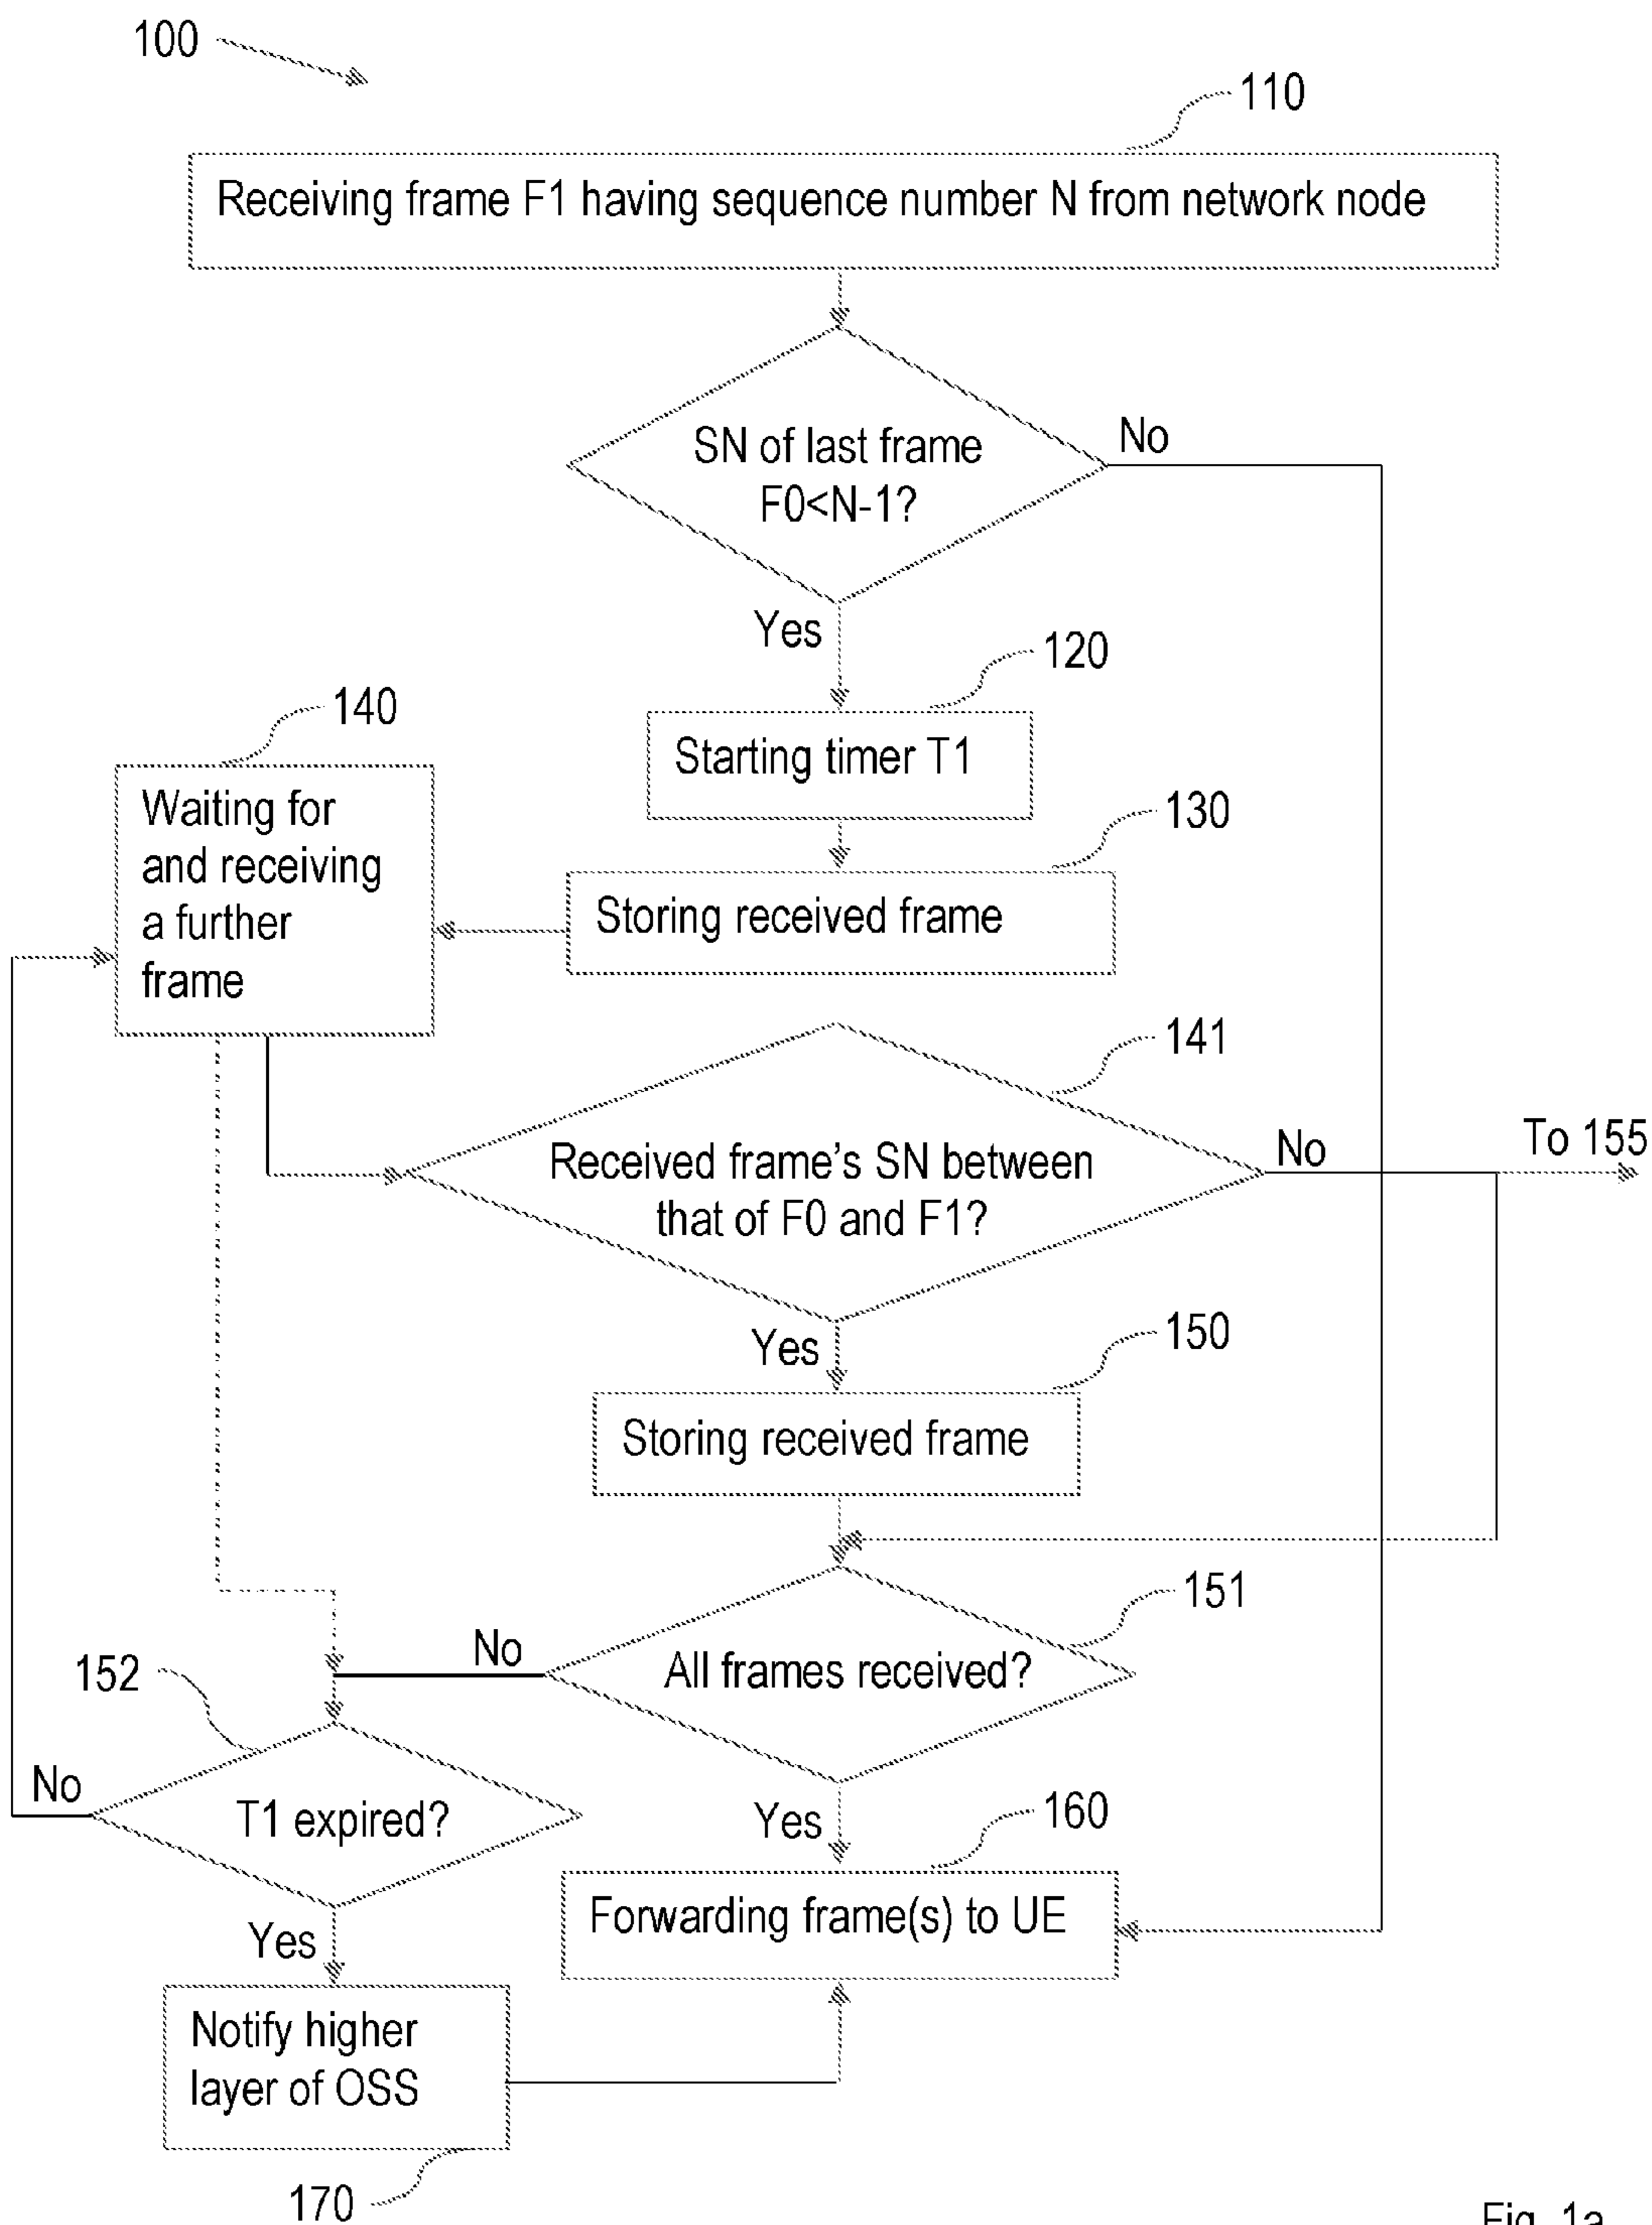 100
110
Receiving frame F1 having sequence number N from network node
SN of last frame
F0<N-1?
No
Yes
120
Starting timer T1
140
Waiting for
and receiving
a further
frame
130
Storing received frame
141
Received frame's SN between
that of F0 and F1?
No
To 155
Yes
150
Storing received frame
151
All frames received?
No
152
T1 expired?
No
Yes
160
Forwarding frame(s) to UE
Yes
Notify higher
layer of OSS
170
Fig. 1a